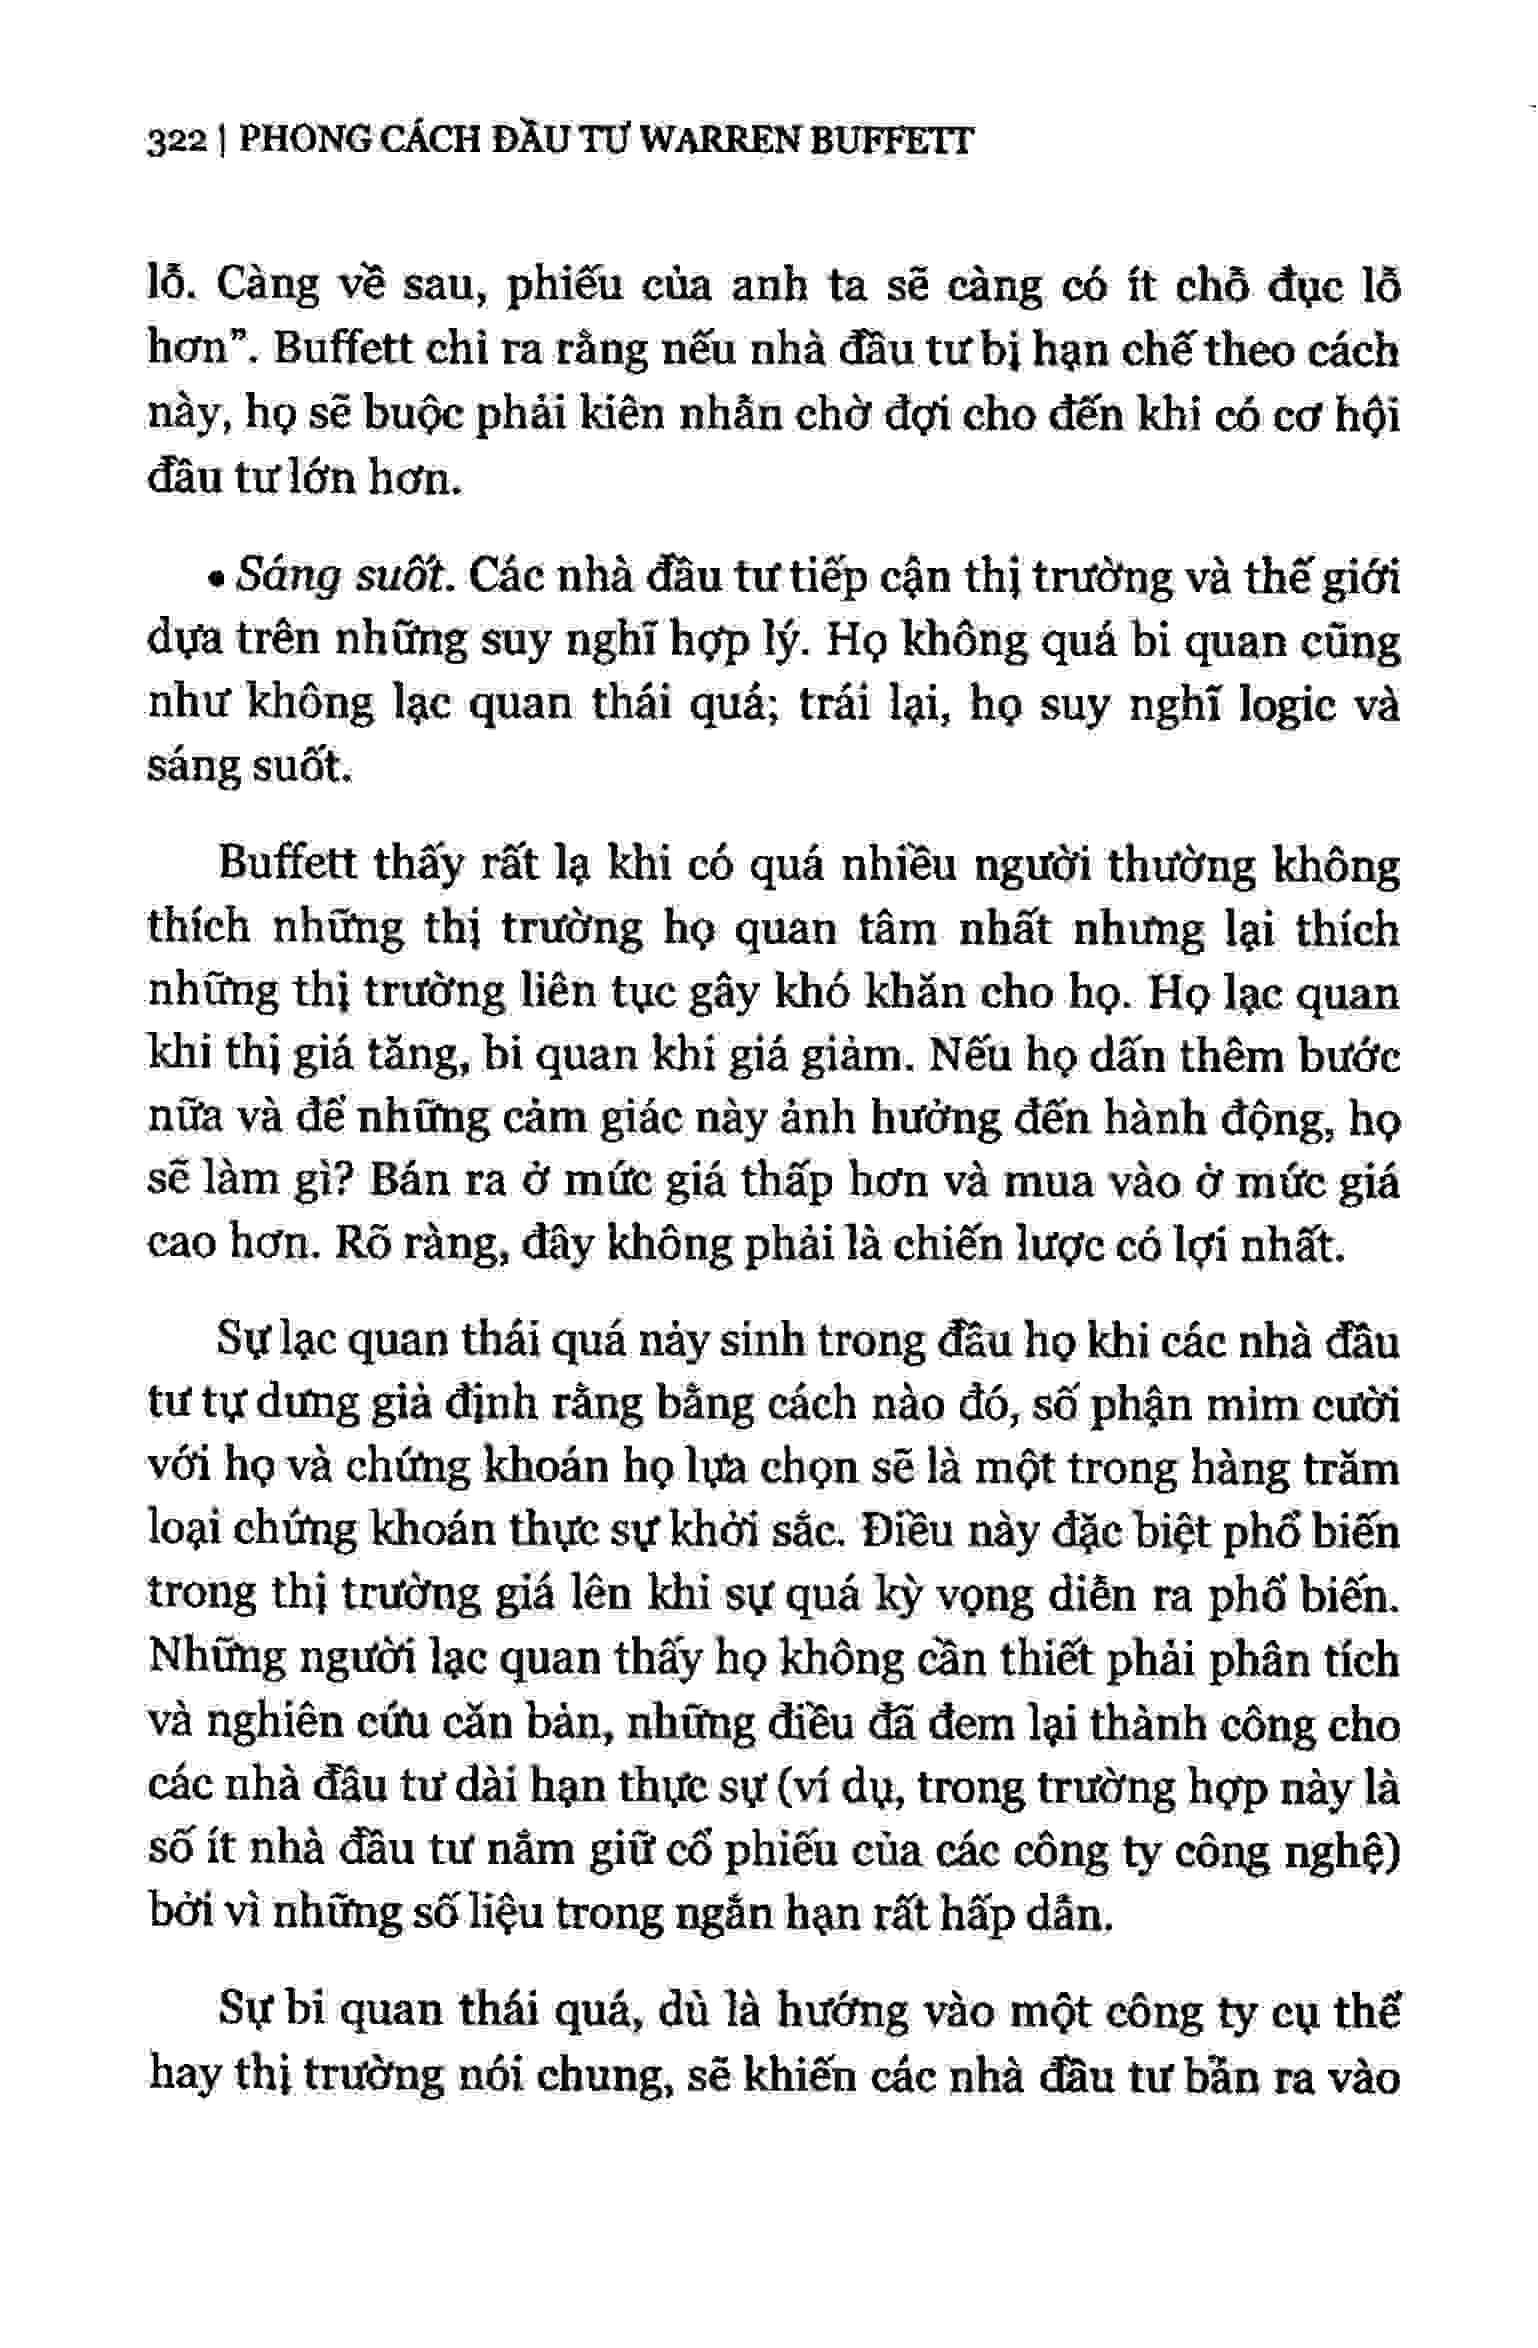 322 | PHONG CÁCH ĐẦU TƯ WARREN BUFFETT
lỗ. Càng về sau, phiếu của anh ta sẽ càng có ít chỗ đục lỗ
hơn”. Buffett chỉ ra rằng nếu nhà đầu tư bị hạn chế theo cách
này, họ sẽ buộc phải kiên nhẫn chờ đợi cho đến khi có cơ hội
đầu tư lớn hơn.
• Sáng suốt. Các nhà đầu tư tiếp cận thị trường và thế giới
dựa trên những suy nghĩ hợp lý. Họ không quá bi quan cũng
như không lạc quan thái quá; trái lại, họ suy nghĩ logic và
sáng suốt.
Buffett thấy rất lạ khi có quá nhiều người thường không
thích những thị trường họ quan tâm nhất nhưng lại thích
những thị trường liên tục gây khó khăn cho họ. Họ lạc quan
khi thị giá tăng, bi quan khi giá giảm. Nếu họ dấn thêm bước
nữa và để những cảm giác này ảnh hưởng đến hành động, họ
sẽ làm gì? Bán ra ở mức giá thấp hơn và mua vào ở mức giá
cao hơn. Rõ ràng, đây không phải là chiến lược có lợi nhất.
Sự lạc quan thái quá nảy sinh trong đầu họ khi các nhà đầu
tư tự dưng giả định rằng bằng cách nào đó, số phận mỉm cười
với họ và chứng khoán họ lựa chọn sẽ là một trong hàng trăm
loại chứng khoán thực sự khởi sắc. Điều này đặc biệt phổ biến
trong thị trường giá lên khi sự quá kỳ vọng diễn ra phổ biến.
Những người lạc quan thấy họ không cần thiết phải phân tích
và nghiên cứu căn bản, những điều đã đem lại thành công cho
các nhà đầu tư dài hạn thực sự (ví dụ, trong trường hợp này là
số ít nhà đầu tư nắm giữ cổ phiếu của các công ty công nghệ)
bởi vì những số liệu trong ngắn hạn rất hấp dẫn.
Sự bi quan thái quá, dù là hướng vào một công ty cụ thể
hay thị trường nói chung, sẽ khiến các nhà đầu tư bản ra vào